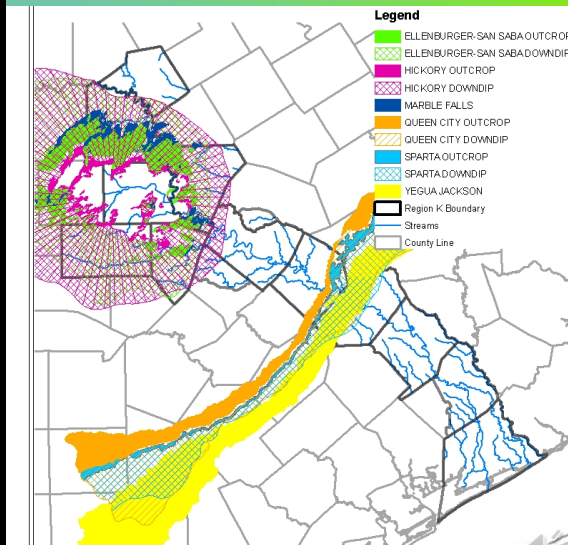 Legend
ELLENBURGER-SAN SABA OUTCROP
ELLENBURGER-SAN SABA DOWNDIP
HICKORY OUTCROP
HICKORY DOWNDIP
MARBLE FALLS
QUEEN CITY OUTCROP
QUEEN CITY DOWNDIP
SPARTA OUTCROP
SPARTA DOWNDIP
YEGUA JACKSON
Region K Boundary
Streams
County Line